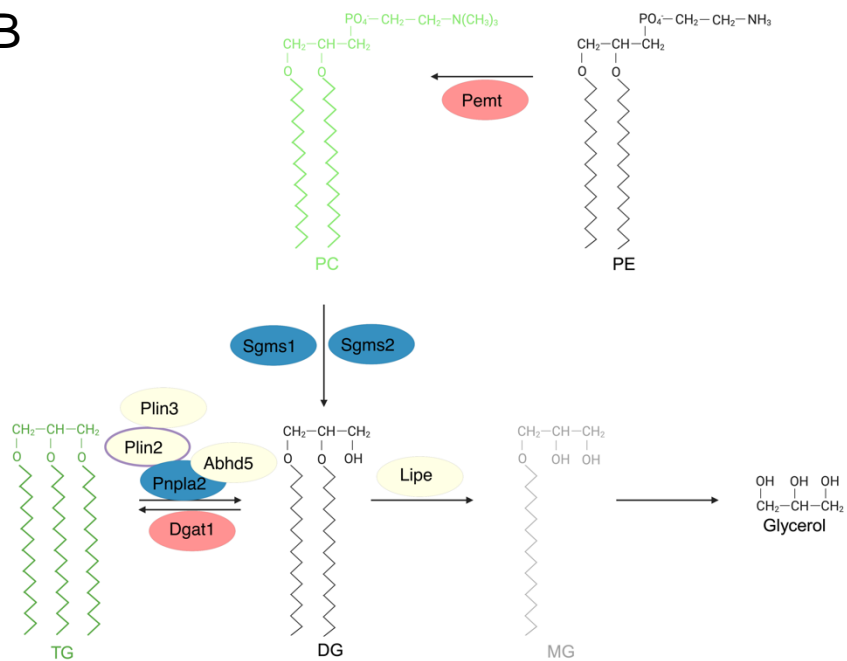 B
PO₄⁻–CH₂–CH₂–N(CH₃)₃
CH₂–CH–CH₂
O O
PC
PO₄⁻–CH₂–CH₂–NH₃
CH₂–CH–CH₂
O O
PE
Pemt
Sgms1
Sgms2
Plin3
Plin2
Abhd5
Pnpla2
Dgat1
CH₂–CH–CH₂
O O O
TG
CH₂–CH–CH₂
O O OH
DG
Lipe
CH₂–CH–CH₂
O OH OH
MG
OH OH OH
CH₂–CH–CH₂
Glycerol